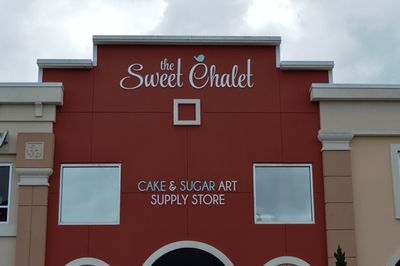 the
Sweet Chalet
CAKE & SUGAR ART
SUPPLY STORE